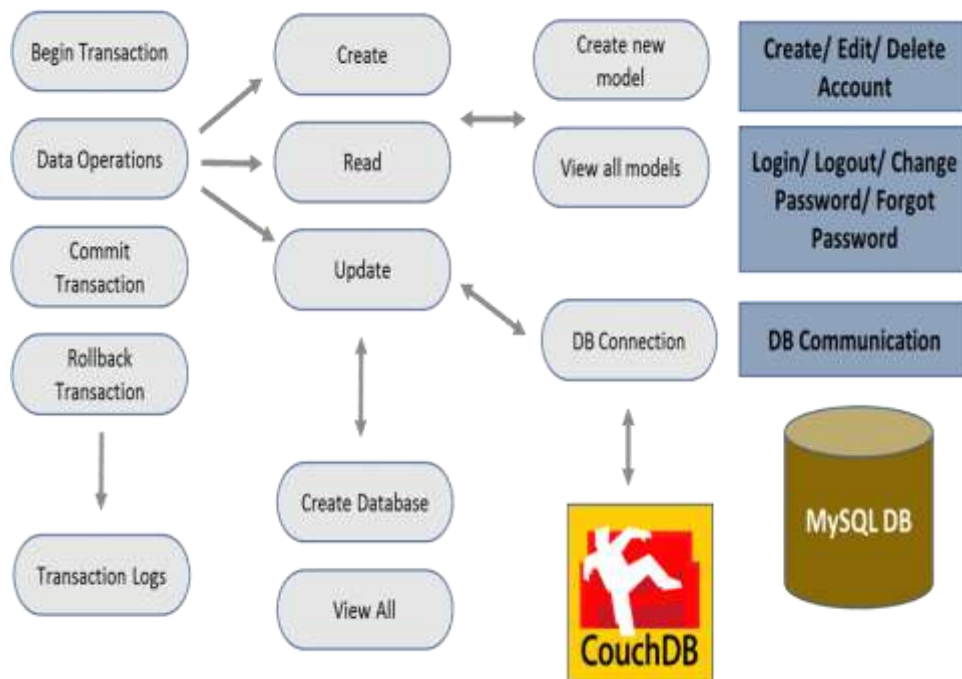 Begin Transaction
Data Operations
Commit
Transaction
Rollback
Transaction
Transaction Logs
Create
Read
Update
Create Database
View All
Create new
model
View all models
DB Connection
CouchDB
Create/ Edit/ Delete
Account
Login/ Logout/ Change
Password/ Forgot
Password
DB Communication
MySQL DB